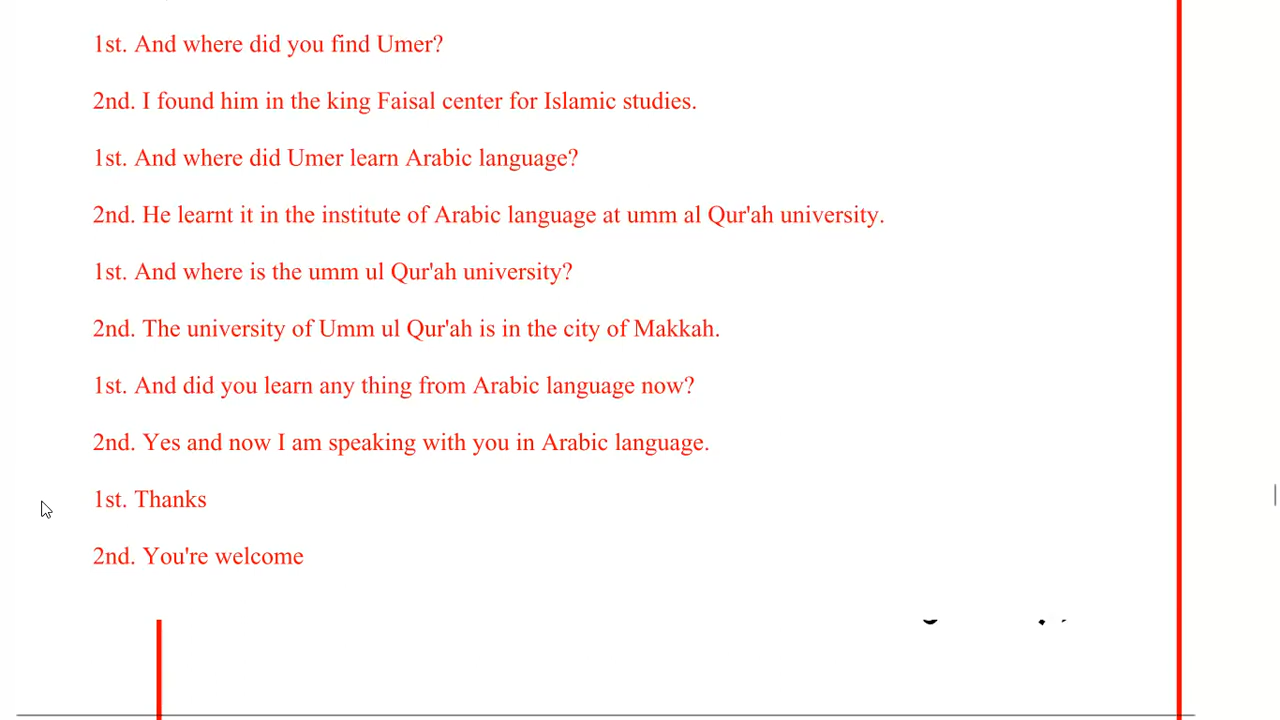 1st. And where did you find Umer?
2nd. I found him in the king Faisal center for Islamic studies.
1st. And where did Umer learn Arabic language?
2nd. He learnt it in the institute of Arabic language at umm al Qur'ah university.
1st. And where is the umm ul Qur'ah university?
2nd. The university of Umm ul Qur'ah is in the city of Makkah.
1st. And did you learn any thing from Arabic language now?
2nd. Yes and now I am speaking with you in Arabic language.
1st. Thanks
2nd. You're welcome